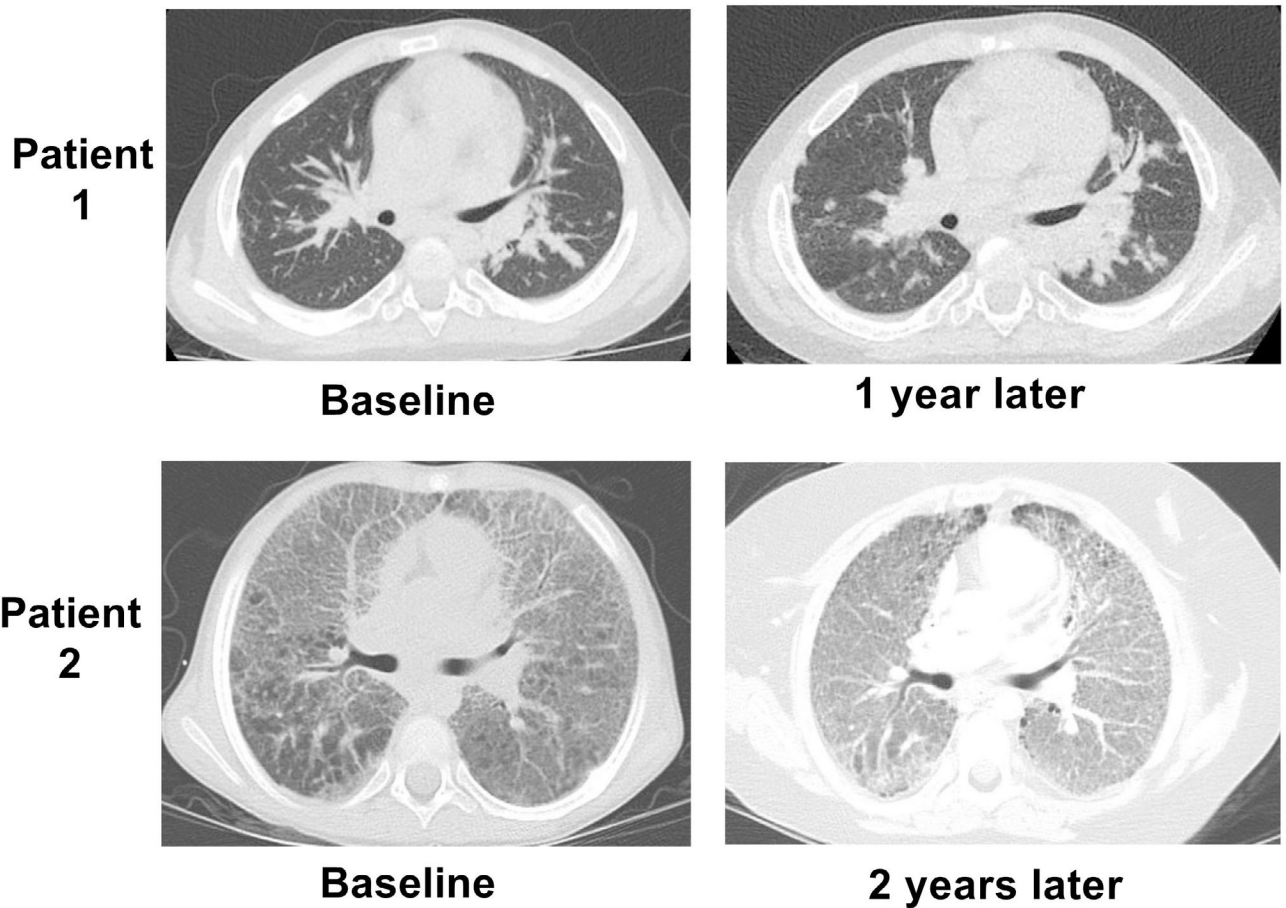 Patient
1
Baseline
1 year later
Patient
2
Baseline
2 years later